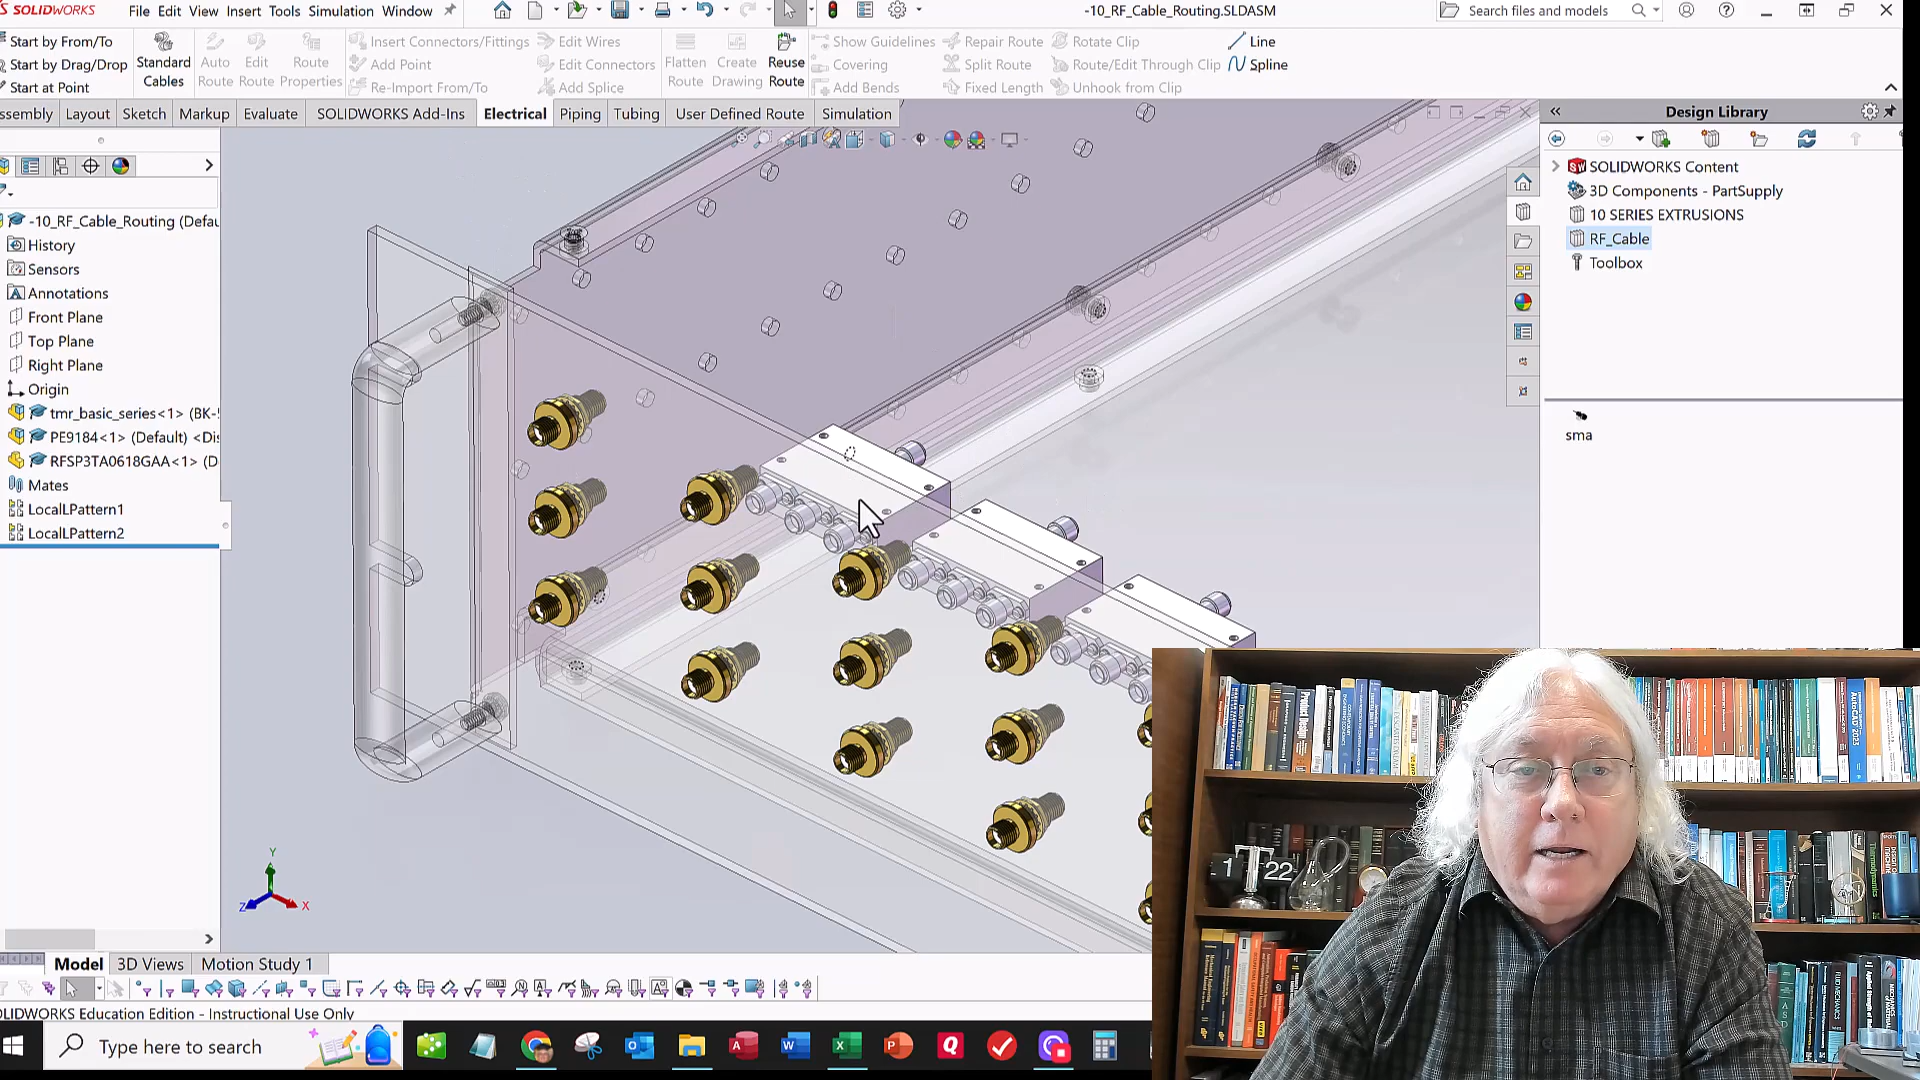 SOLIDWORKS
File Edit View Insert Tools Simulation Window
-10_RF_Cable_Routing.SLDASM
Search files and models
Start by From/To
Start by Drag/Drop
Start at Point
Standard Cables
Auto Route
Edit Route
Route Properties
Insert Connectors/Fittings
Add Point
Re-Import From/To
Edit Wires
Edit Connectors
Add Splice
Flatten Route
Create Drawing
Reuse Route
Show Guidelines
Covering
Add Bends
Repair Route
Split Route
Fixed Length
Rotate Clip
Route/Edit Through Clip
Unhook from Clip
Line
Spline
ssembly Layout Sketch Markup Evaluate SOLIDWORKS Add-Ins Electrical Piping Tubing User Defined Route Simulation
Design Library
SOLIDWORKS Content
3D Components - PartSupply
10 SERIES EXTRUSIONS
RF_Cable
Toolbox
sma
-10_RF_Cable_Routing (Defau
History
Sensors
Annotations
Front Plane
Top Plane
Right Plane
Origin
tmr_basic_series<1> (BK-
PE9184<1> (Default) <Dis
RFSP3TA0618GAA<1> (D
Mates
LocalLPattern1
LocalLPattern2
Y
Z
X
Model 3D Views Motion Study 1
OLIDWORKS Education Edition - Instructional Use Only
Type here to search
1 22
AutoCAD 2023